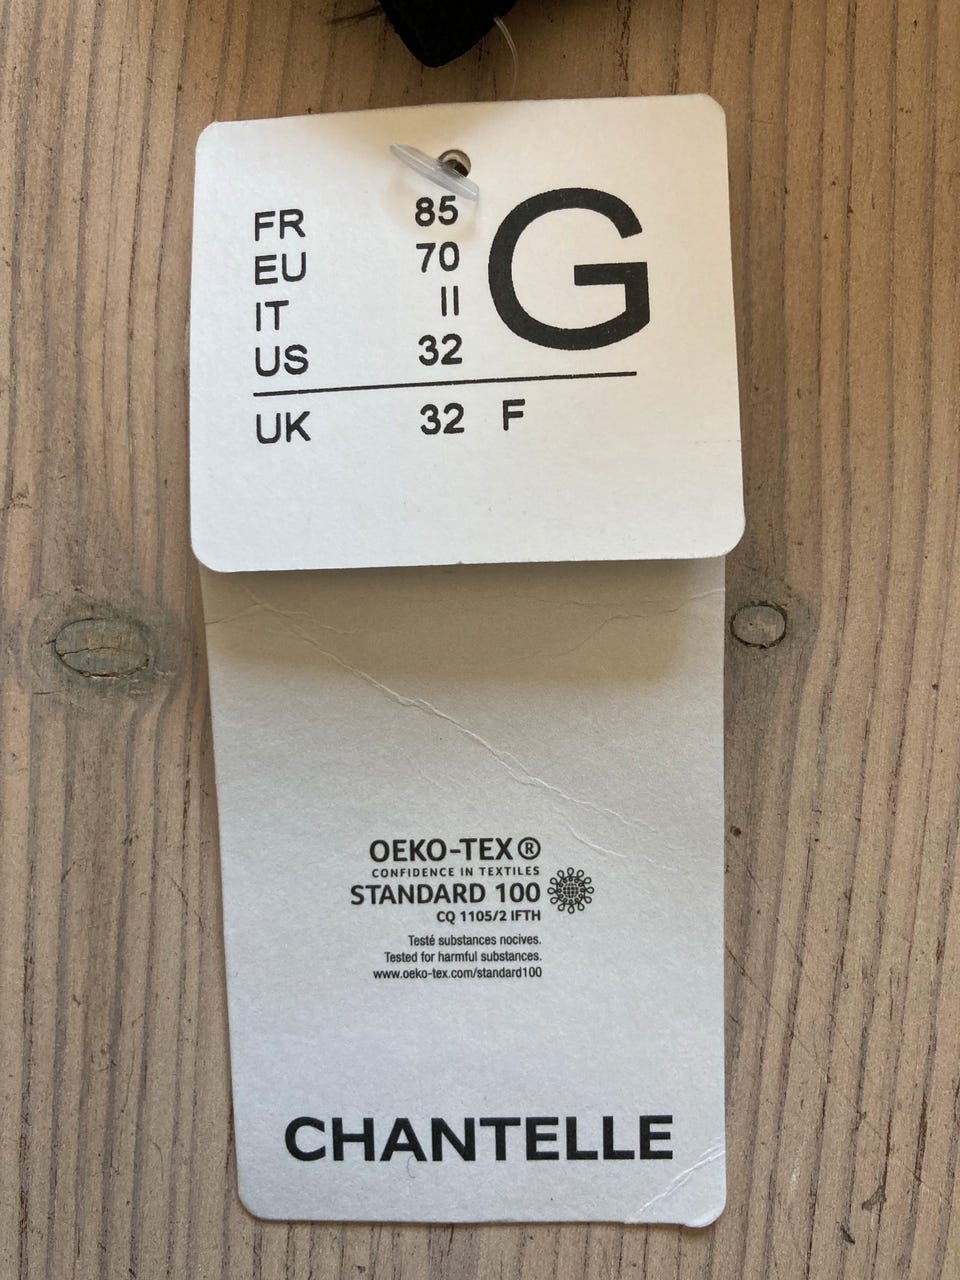 FR 85 G
EU 70
IT II
US 32
UK 32 F
OEKO-TEX®
CONFIDENCE IN TEXTILES
STANDARD 100
CQ 1105/2 IFTH
Testé substances nocives.
Tested for harmful substances.
www.oeko-tex.com/standard100
CHANTELLE